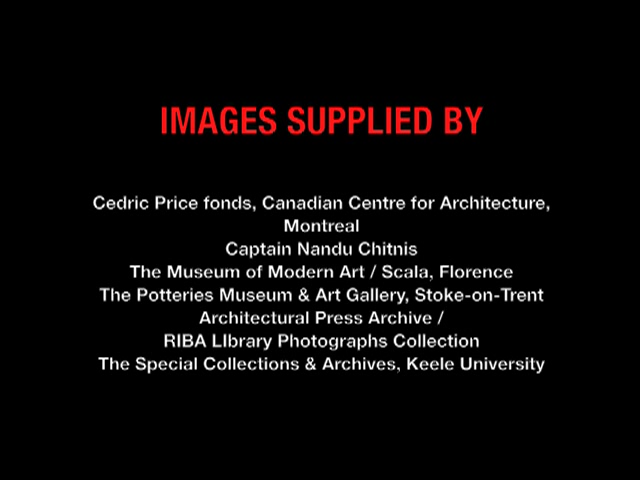 IMAGES SUPPLIED BY
Cedric Price fonds, Canadian Centre for Architecture,
Montreal
Captain Nandu Chitnis
The Museum of Modern Art / Scala, Florence
The Potteries Museum & Art Gallery, Stoke-on-Trent
Architectural Press Archive /
RIBA LIbrary Photographs Collection
The Special Collections & Archives, Keele University